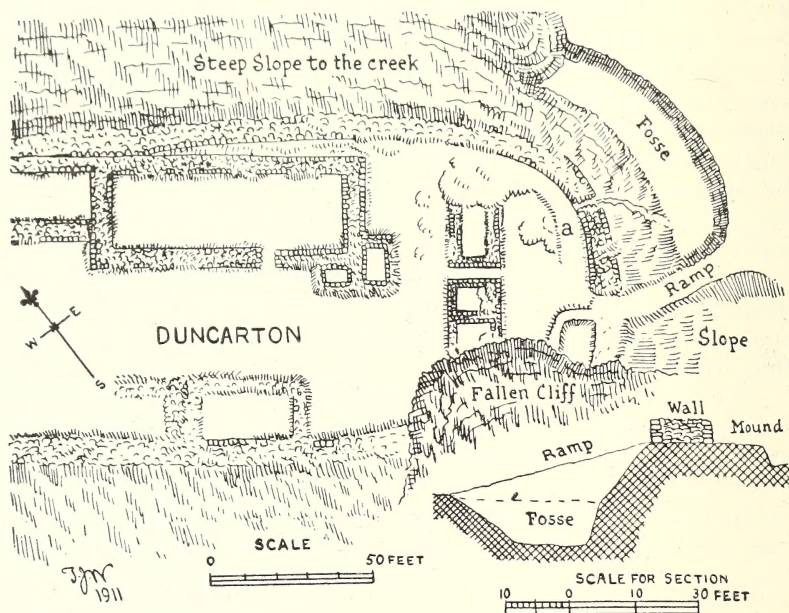 Steep Slope to the creek
Fosse
a
Ramp
E
W
S
DUNCARTON
Slope
Fallen Cliff
Wall
Mound
Ramp
e
Fosse
SCALE
0 50 FEET
TJW
1911
SCALE FOR SECTION
10 0 10 30 FEET